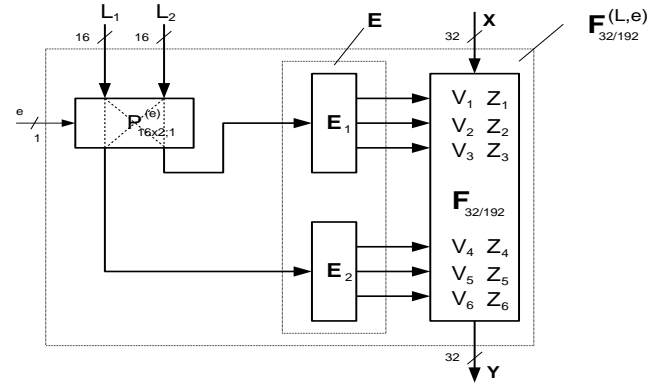 L1 L2
16 16
E
X
32
F(L,e)32/192
e
1
P(e)16x2;1
E1
V1 Z1
V2 Z2
V3 Z3
F32/192
E2
V4 Z4
V5 Z5
V6 Z6
32
Y